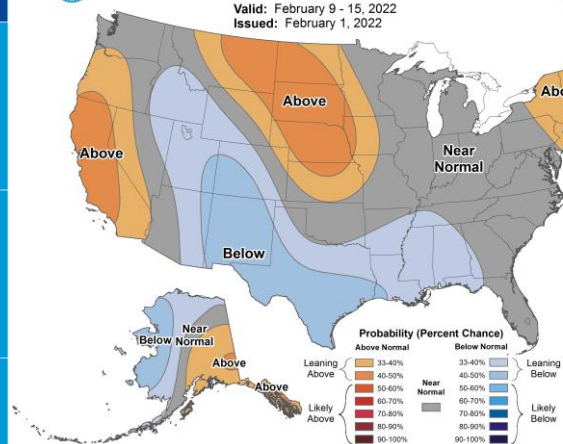 Valid: February 9 - 15, 2022
Issued: February 1, 2022
Above
Above
Near
Normal
Below
Near
Normal
Below
Above
Above
Probability (Percent Chance)
Above Normal
Below Normal
Leaning
Above
33-40%
40-50%
33-40%
40-50%
Leaning
Below
Likely
Above
50-60%
60-70%
70-80%
80-90%
90-100%
Near
Normal
50-60%
60-70%
70-80%
80-90%
90-100%
Likely
Below